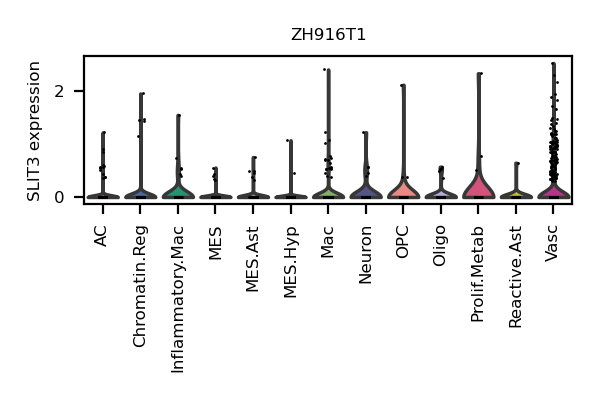 ZH916T1
SLIT3 expression
2
0
AC
Chromatin.Reg
Inflammatory.Mac
MES
MES.Ast
MES.Hyp
Mac
Neuron
OPC
Oligo
Prolif.Metab
Reactive.Ast
Vasc